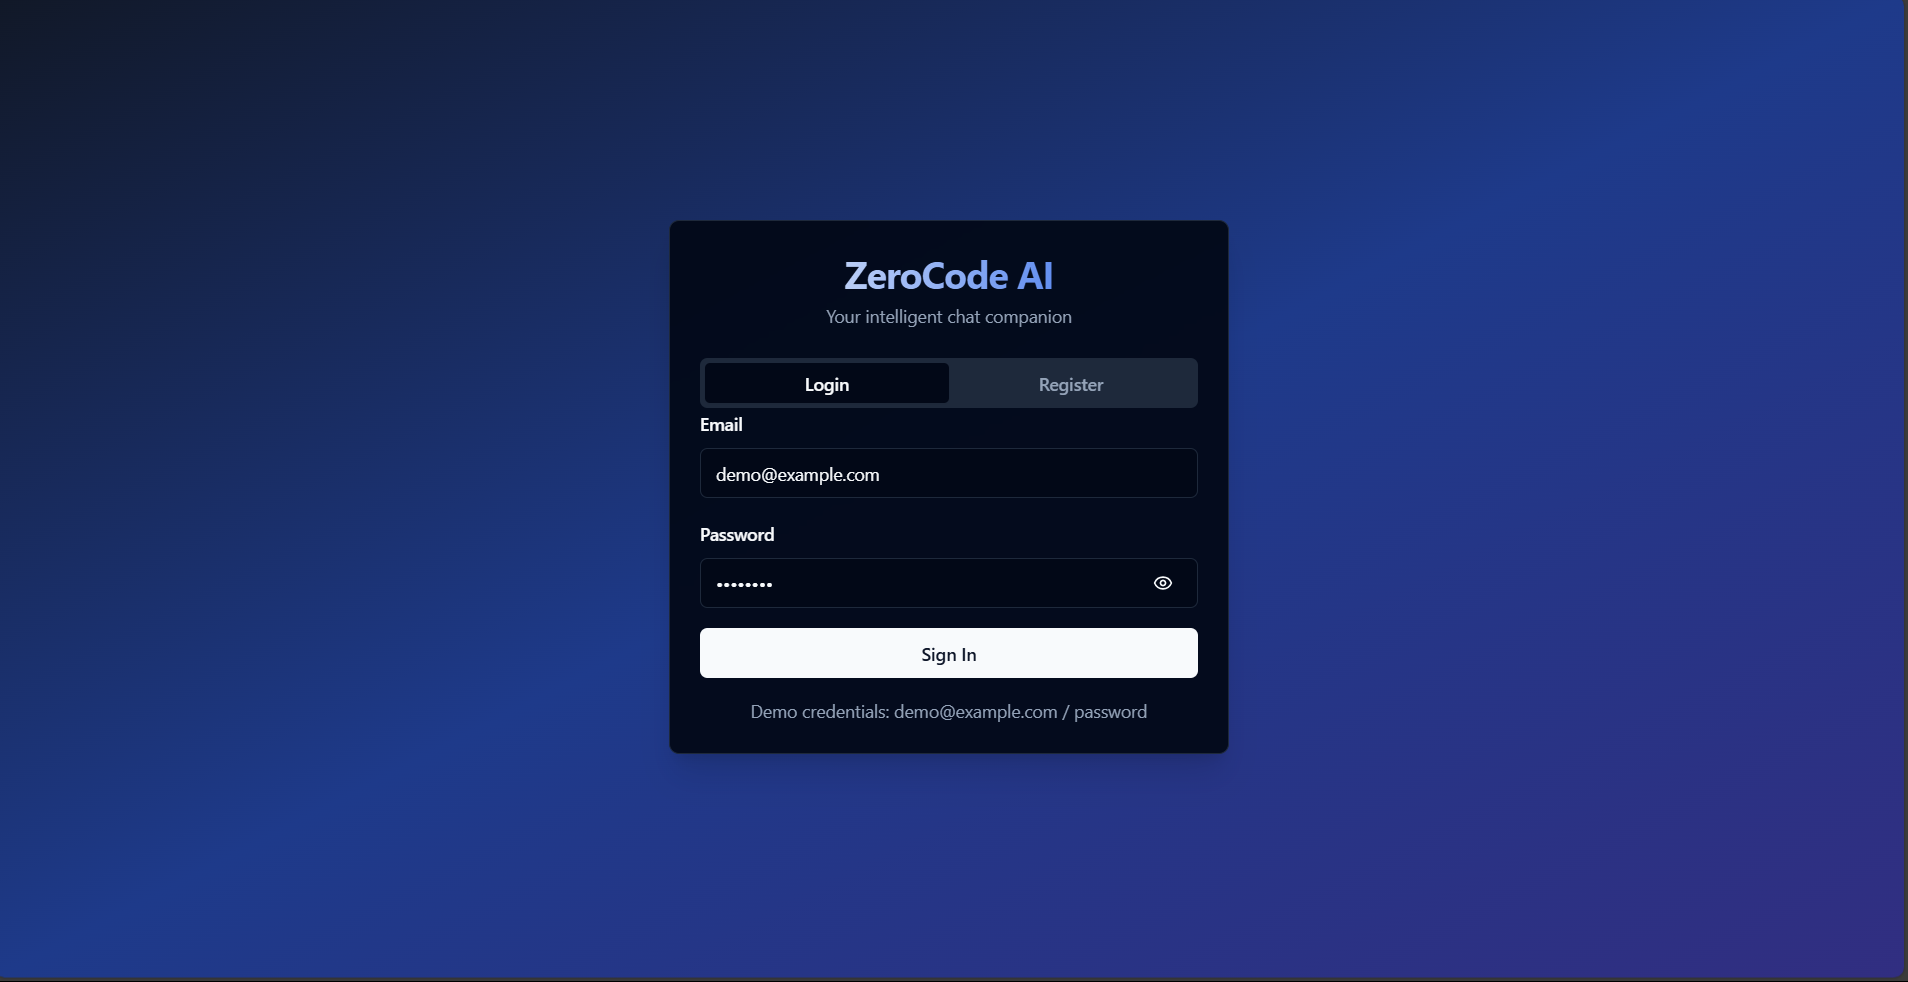 ZeroCode AI
Your intelligent chat companion
Login Register
Email
demo@example.com
Password
••••••••
Sign In
Demo credentials: demo@example.com / password